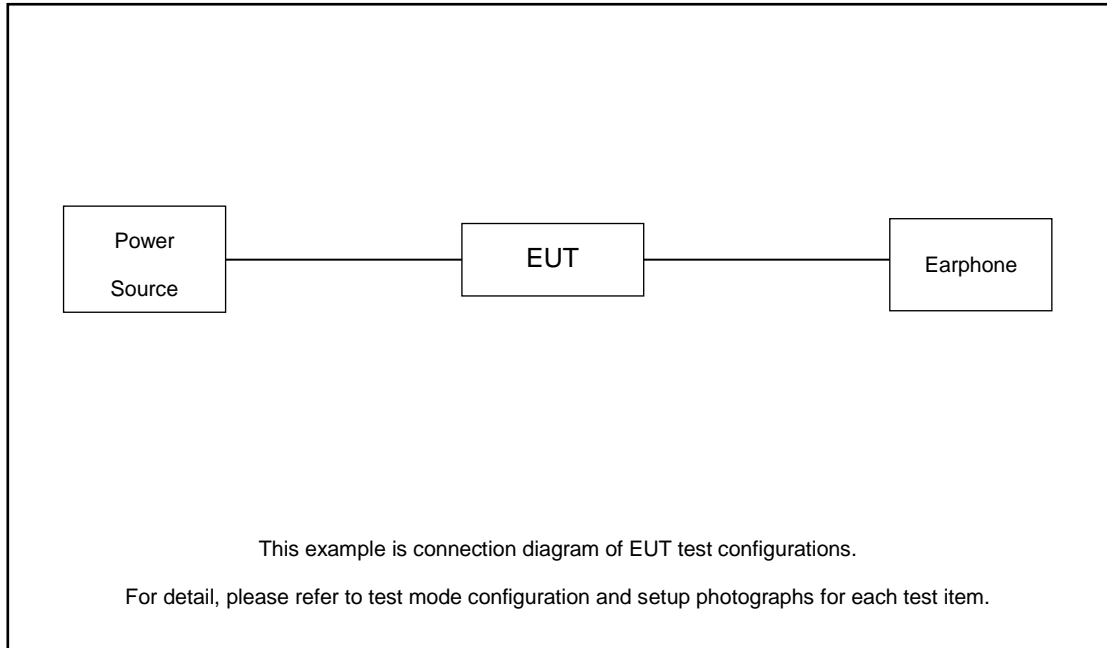 Power
Source
EUT
Earphone
This example is connection diagram of EUT test configurations.
For detail, please refer to test mode configuration and setup photographs for each test item.